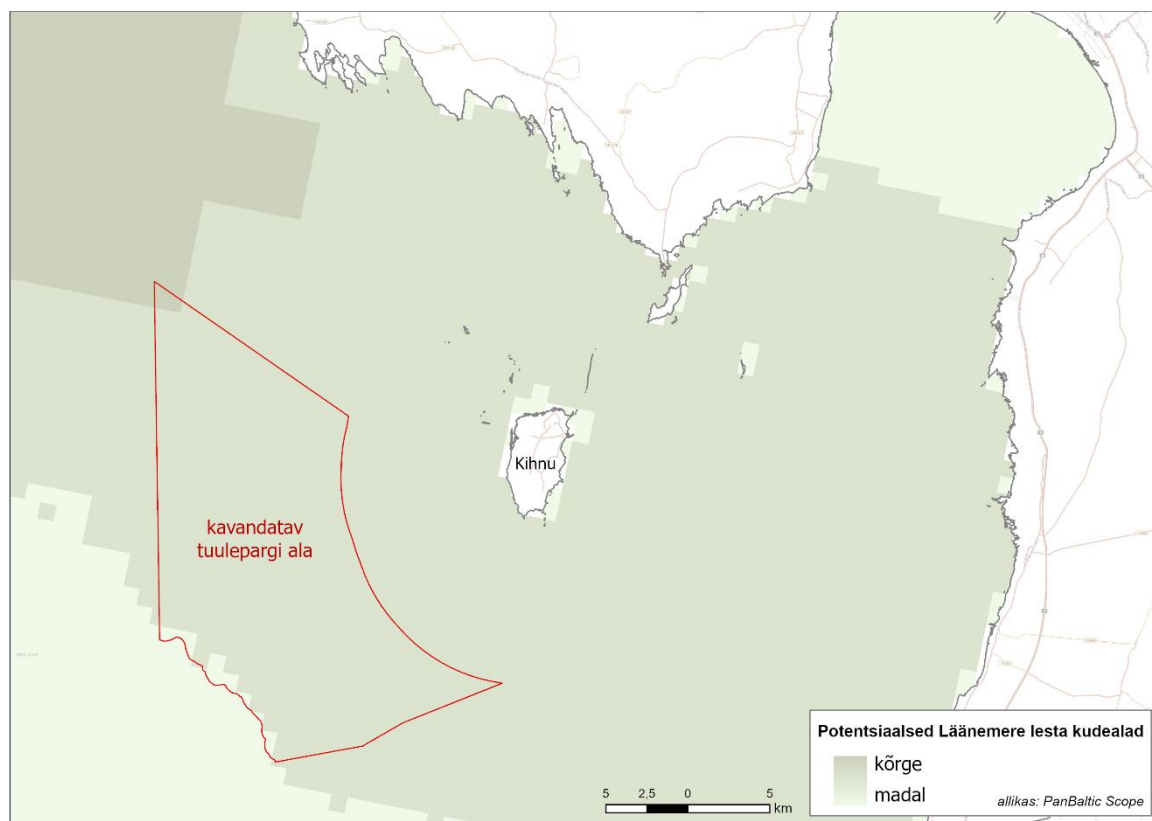 Kihnu
kavandatav
tuulepargi ala
Potentsiaalsed Läänemere lesta kudealad
kõrge
madal
allikas: PanBaltic Scope
5 2,5 0 5
km